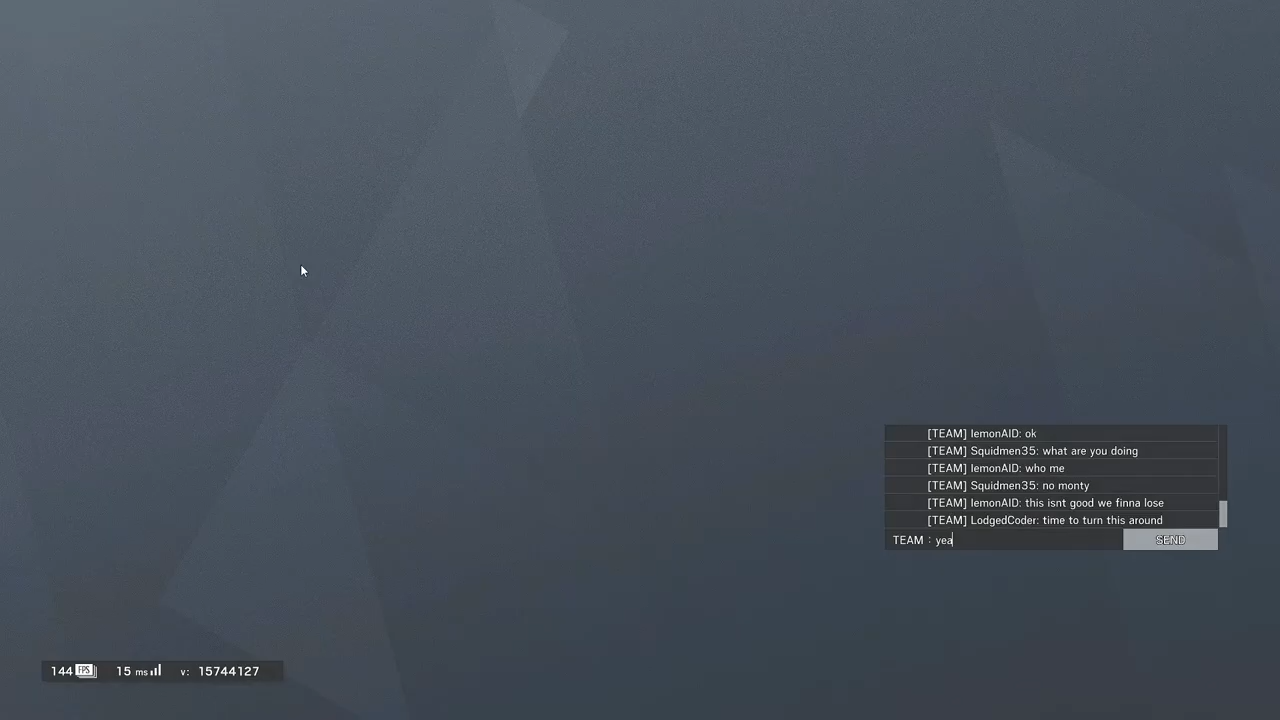 [TEAM] lemonAID: ok
[TEAM] Squidmen35: what are you doing
[TEAM] lemonAID: who me
[TEAM] Squidmen35: no monty
[TEAM] lemonAID: this isnt good we finna lose
[TEAM] LodgedCoder: time to turn this around
TEAM : yea SEND
144 FPS 15 ms v: 15744127